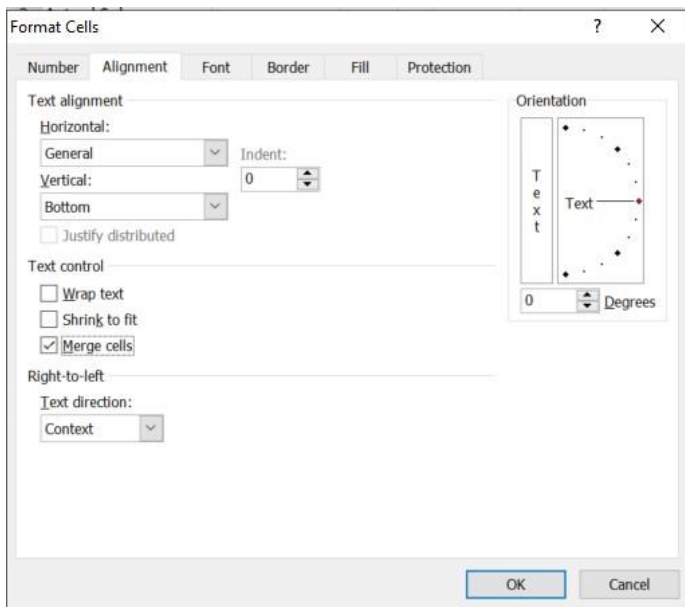 Format Cells
? X
Number Alignment Font Border Fill Protection
Text alignment
Horizontal:
General
Indent:
0
Vertical:
Bottom
Justify distributed
Text control
Wrap text
Shrink to fit
Merge cells
Right-to-left
Text direction:
Context
Orientation
Text
Text
0 Degrees
OK Cancel